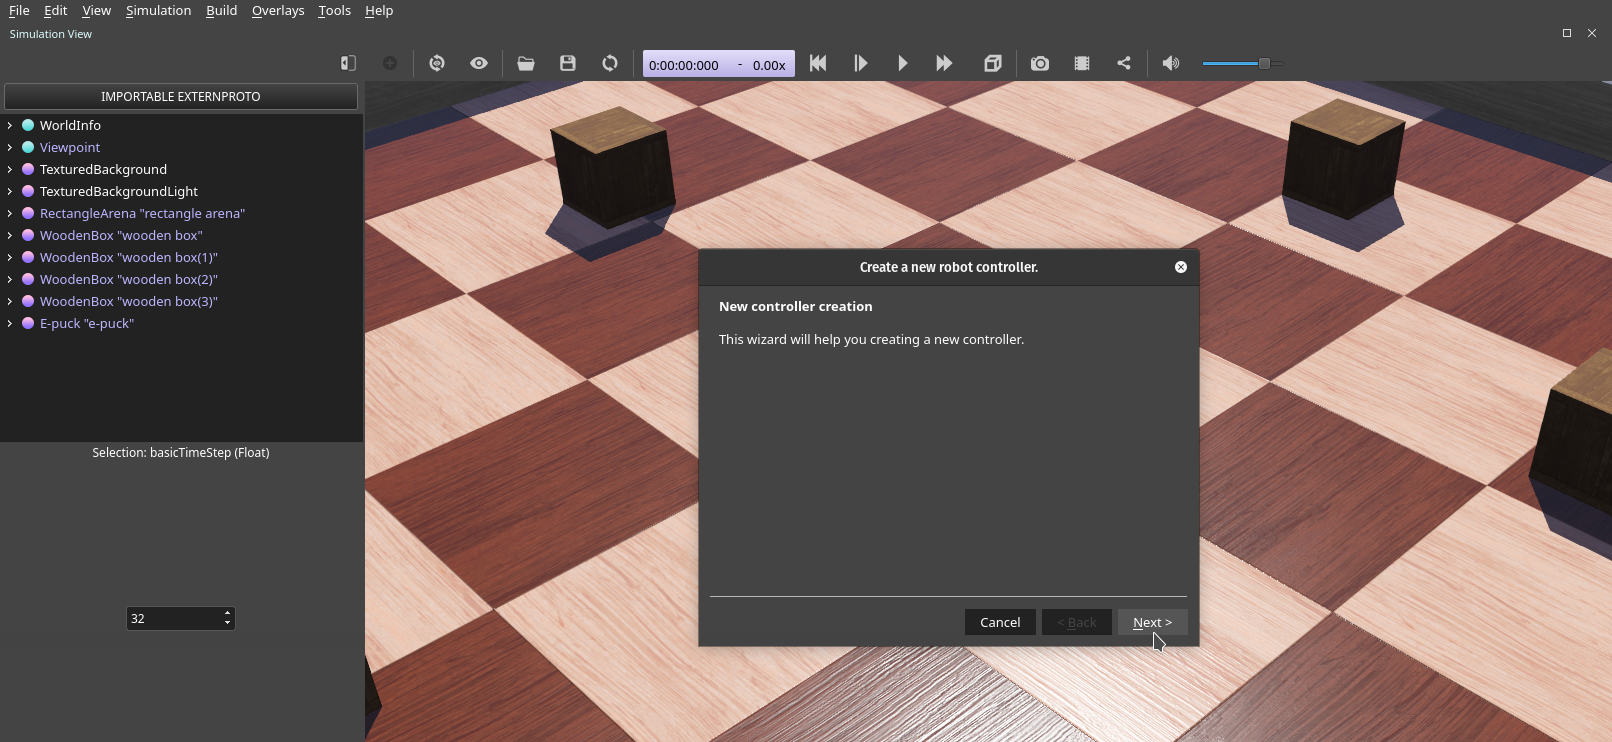 File Edit View Simulation Build Overlays Tools Help
Simulation View
0:00:00:000 - 0.00x
IMPORTABLE EXTERNPROTO
WorldInfo
Viewpoint
TexturedBackground
TexturedBackgroundLight
RectangleArena "rectangle arena"
WoodenBox "wooden box"
WoodenBox "wooden box(1)"
WoodenBox "wooden box(2)"
WoodenBox "wooden box(3)"
E-puck "e-puck"
Selection: basicTimeStep (Float)
32
Create a new robot controller.
New controller creation
This wizard will help you creating a new controller.
Cancel < Back Next >